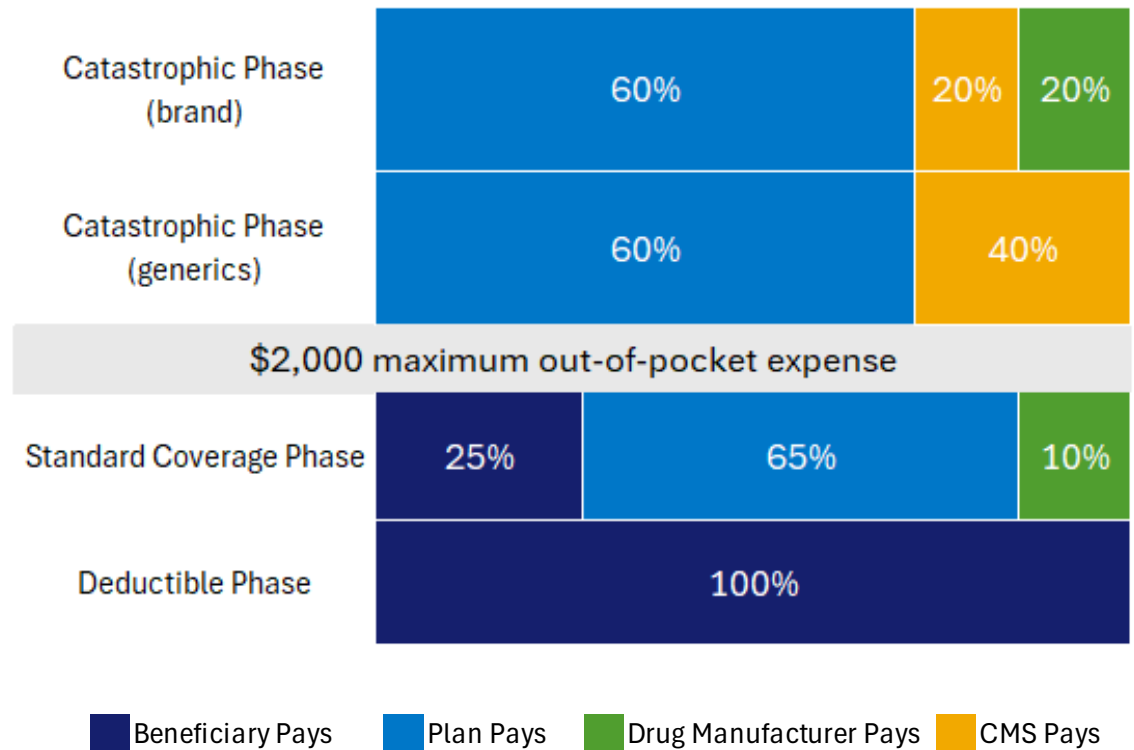 Catastrophic Phase
(brand)
60%
20%
20%
Catastrophic Phase
(generics)
60%
40%
$2,000 maximum out-of-pocket expense
Standard Coverage Phase
25%
65%
10%
Deductible Phase
100%
Beneficiary Pays
Plan Pays
Drug Manufacturer Pays
CMS Pays